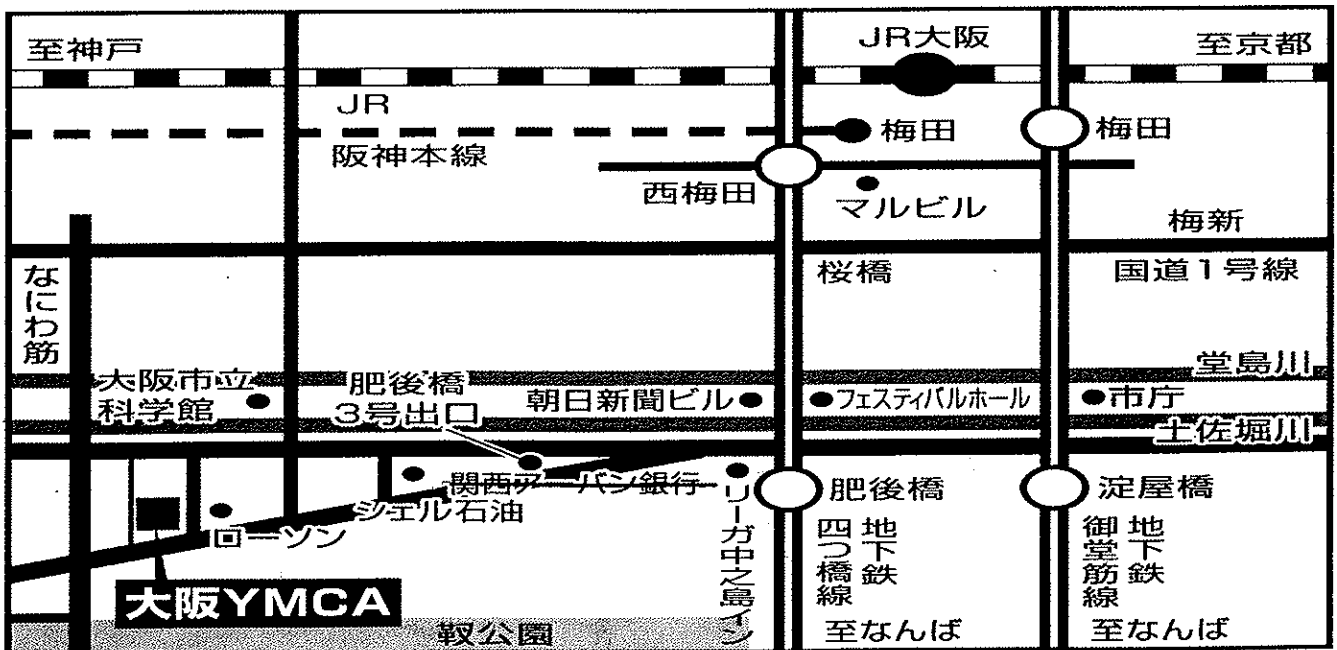 至神戸
JR大阪
至京都
JR
阪神本線
梅田
梅田
西梅田
マルビル
梅新
桜橋
国道1号線
なにわ筋
堂島川
大阪市立
科学館
肥後橋
3号出口
朝日新聞ビル
フェスティバルホール
市庁
土佐堀川
関西アーバン銀行
シェル石油
ローソン
リーガ中之島イン
肥後橋
地下鉄
四つ橋線
淀屋橋
地下鉄
御堂筋線
大阪YMCA
靱公園
至なんば
至なんば